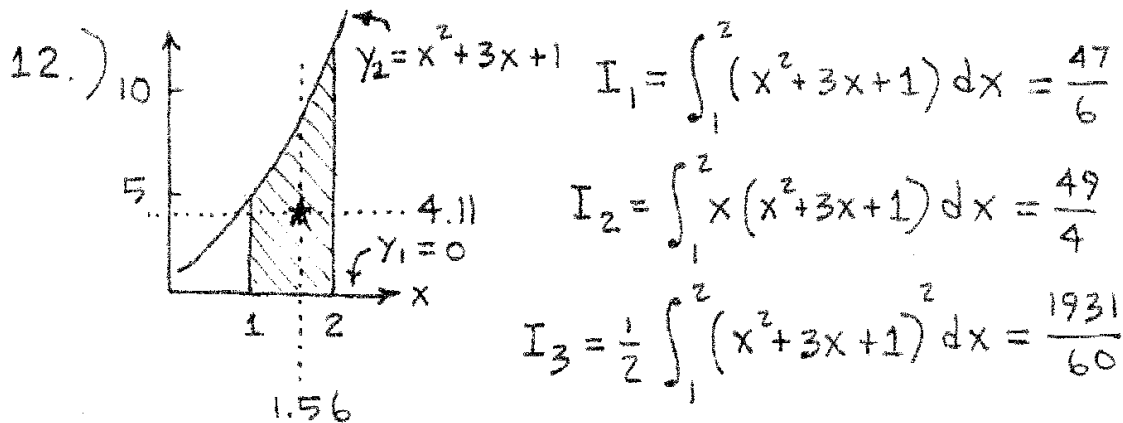 12.)
10
y₂ = x² + 3x + 1
5
4.11
y₁ = 0
x
1 2
1.56
I₁ = ∫₁² (x² + 3x + 1) dx = 47/6
I₂ = ∫₁² x(x² + 3x + 1) dx = 49/4
I₃ = 1/2 ∫₁² (x² + 3x + 1)² dx = 1931/60